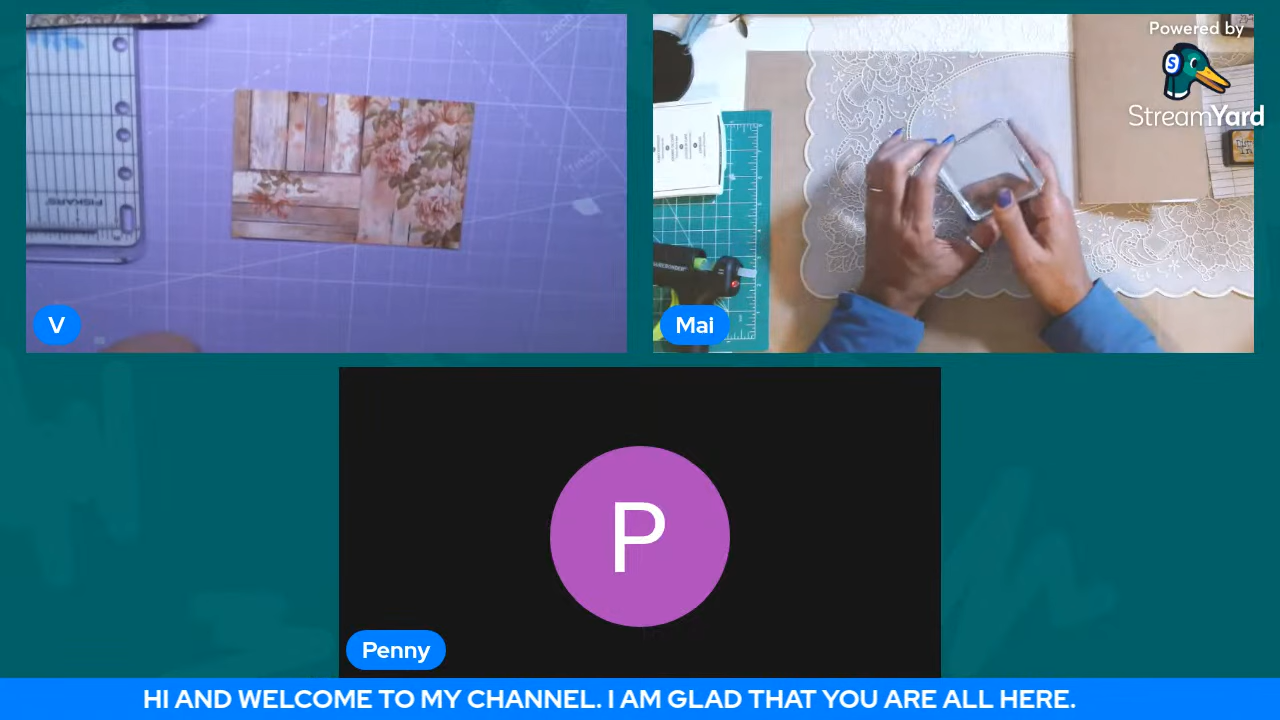 Powered by
S
StreamYard
FISKARS
V
Mai
P
Penny
HI AND WELCOME TO MY CHANNEL. I AM GLAD THAT YOU ARE ALL HERE.